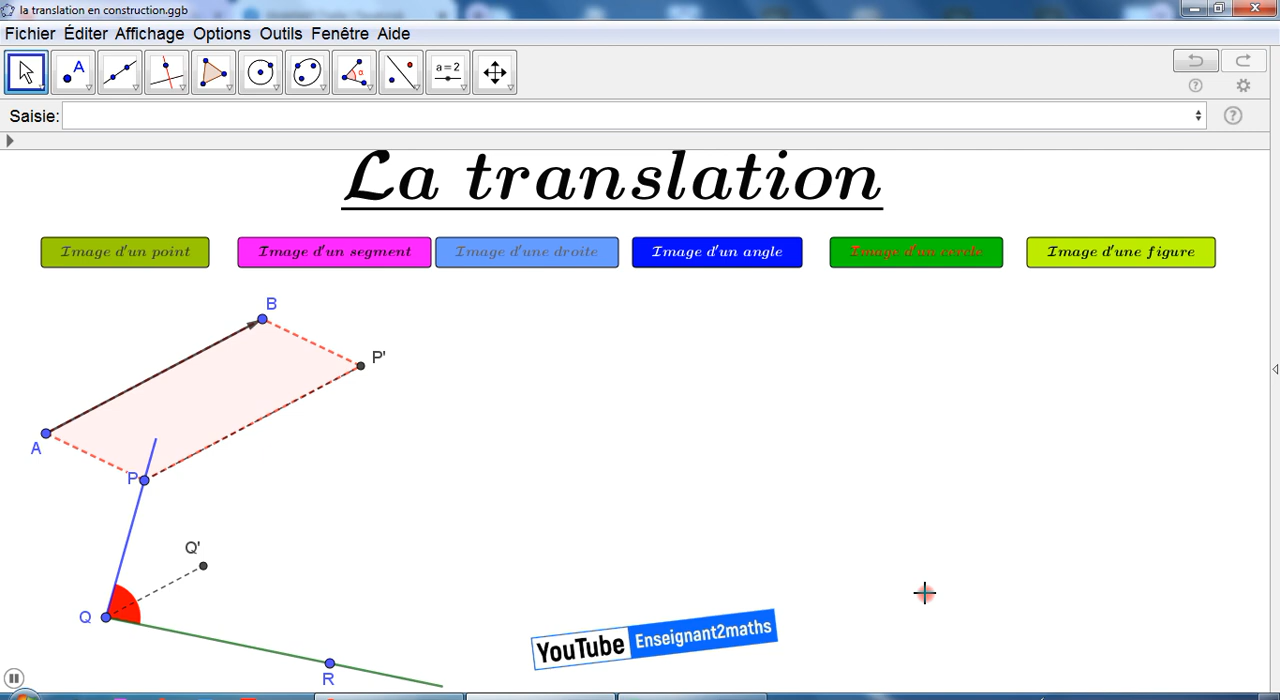 la translation en construction.ggb
Fichier Éditer Affichage Options Outils Fenêtre Aide
A
α
a = 2
Saisie:
La translation
Image d'un point
Image d'un segment
Image d'une droite
Image d'un angle
Image d'un cercle
Image d'une figure
B
P'
A
P
Q'
Q
R
YouTube Enseignant2maths